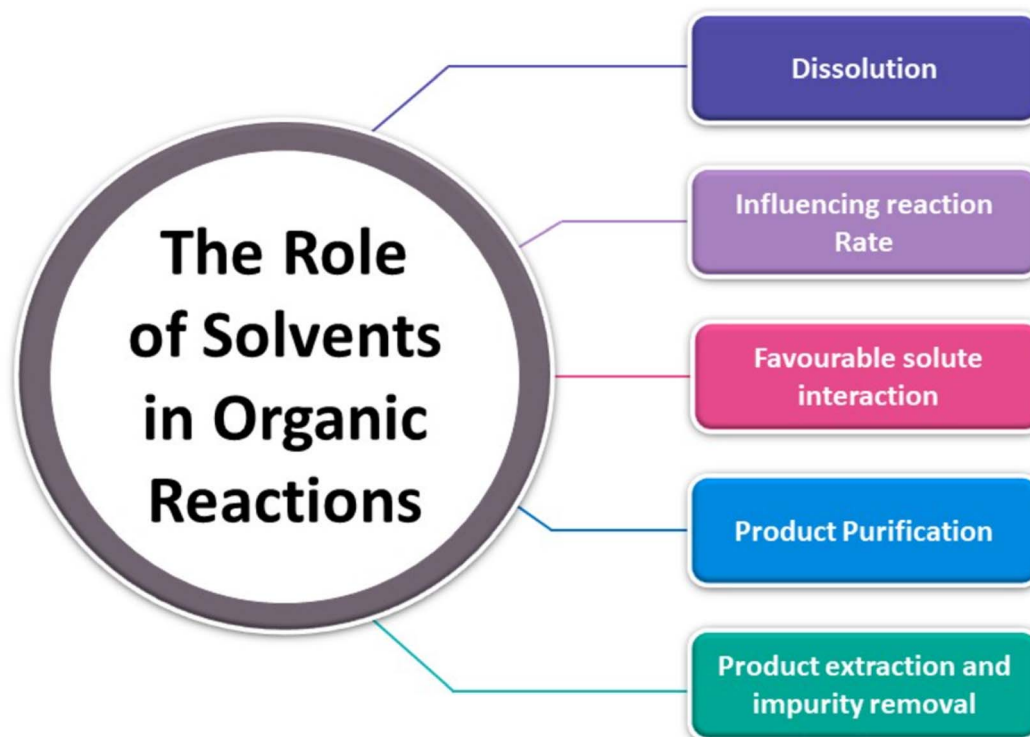 The Role
of Solvents
in Organic
Reactions
Dissolution
Influencing reaction
Rate
Favourable solute
interaction
Product Purification
Product extraction and
impurity removal